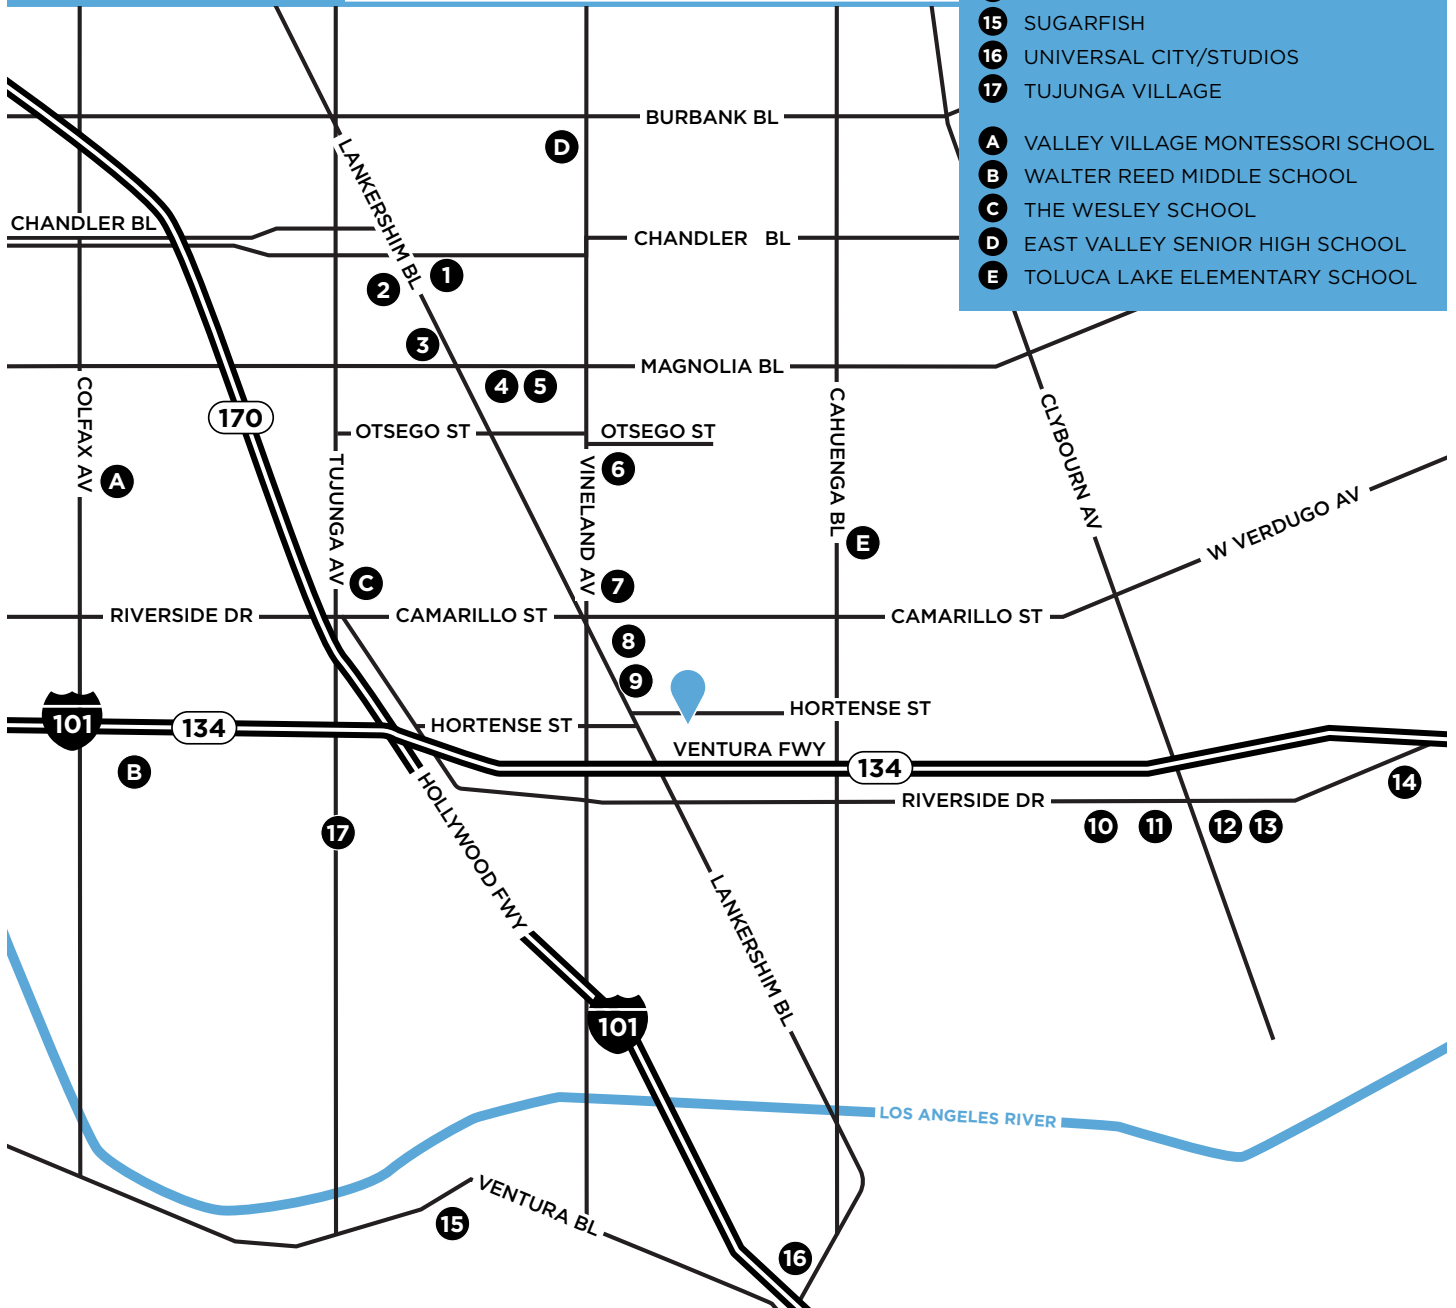 15 SUGARFISH
16 UNIVERSAL CITY/STUDIOS
17 TUJUNGA VILLAGE
A VALLEY VILLAGE MONTESSORI SCHOOL
B WALTER REED MIDDLE SCHOOL
C THE WESLEY SCHOOL
D EAST VALLEY SENIOR HIGH SCHOOL
E TOLUCA LAKE ELEMENTARY SCHOOL
BURBANK BL
D
LANKERSHIM BL
CHANDLER BL
CHANDLER BL
1
2
3
MAGNOLIA BL
4
5
COLFAX AV
170
CAHUENGA BL
CLYBOURN AV
OTSEGO ST
OTSEGO ST
TUJUNGA AV
VINELAND AV
6
A
W VERDUGO AV
E
C
7
RIVERSIDE DR
CAMARILLO ST
CAMARILLO ST
8
9
HORTENSE ST
101
134
HORTENSE ST
VENTURA FWY
134
B
14
RIVERSIDE DR
HOLLYWOOD FWY
17
10
11
12
13
LANKERSHIM BL
101
LOS ANGELES RIVER
VENTURA BL
15
16